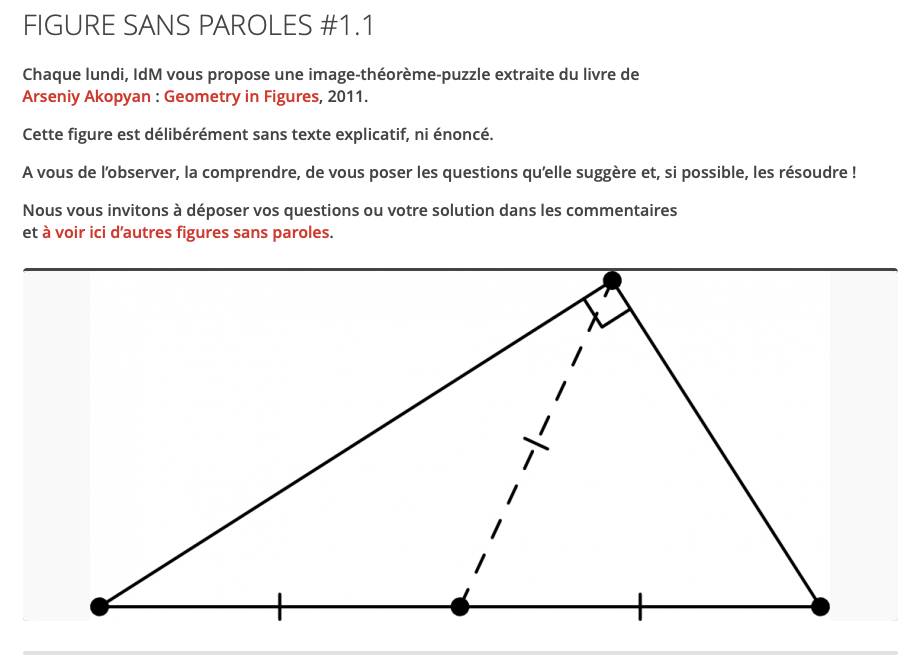 FIGURE SANS PAROLES #1.1
Chaque lundi, IdM vous propose une image-théorème-puzzle extraite du livre de
Arseniy Akopyan : Geometry in Figures, 2011.
Cette figure est délibérément sans texte explicatif, ni énoncé.
A vous de l’observer, la comprendre, de vous poser les questions qu’elle suggère et, si possible, les résoudre !
Nous vous invitons à déposer vos questions ou votre solution dans les commentaires
et à voir ici d’autres figures sans paroles.